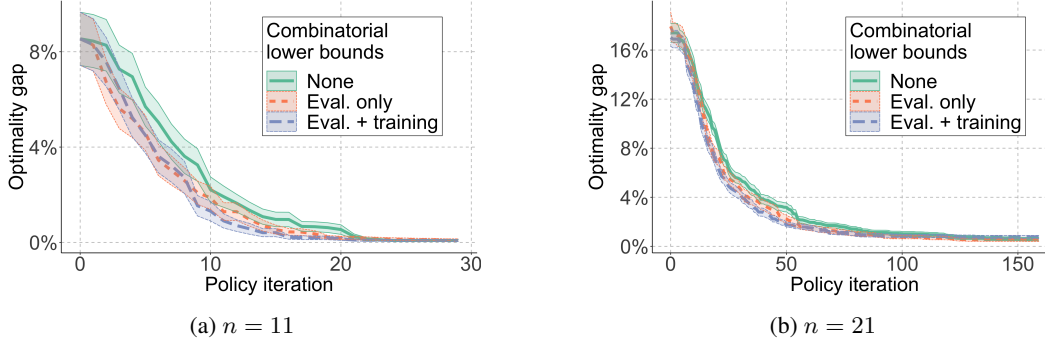 Optimality gap
8%
4%
0%
Combinatorial
lower bounds
None
Eval. only
Eval. + training
0
10
20
30
Policy iteration
(a) n = 11
Optimality gap
16%
12%
8%
4%
0%
Combinatorial
lower bounds
None
Eval. only
Eval. + training
0
50
100
150
Policy iteration
(b) n = 21